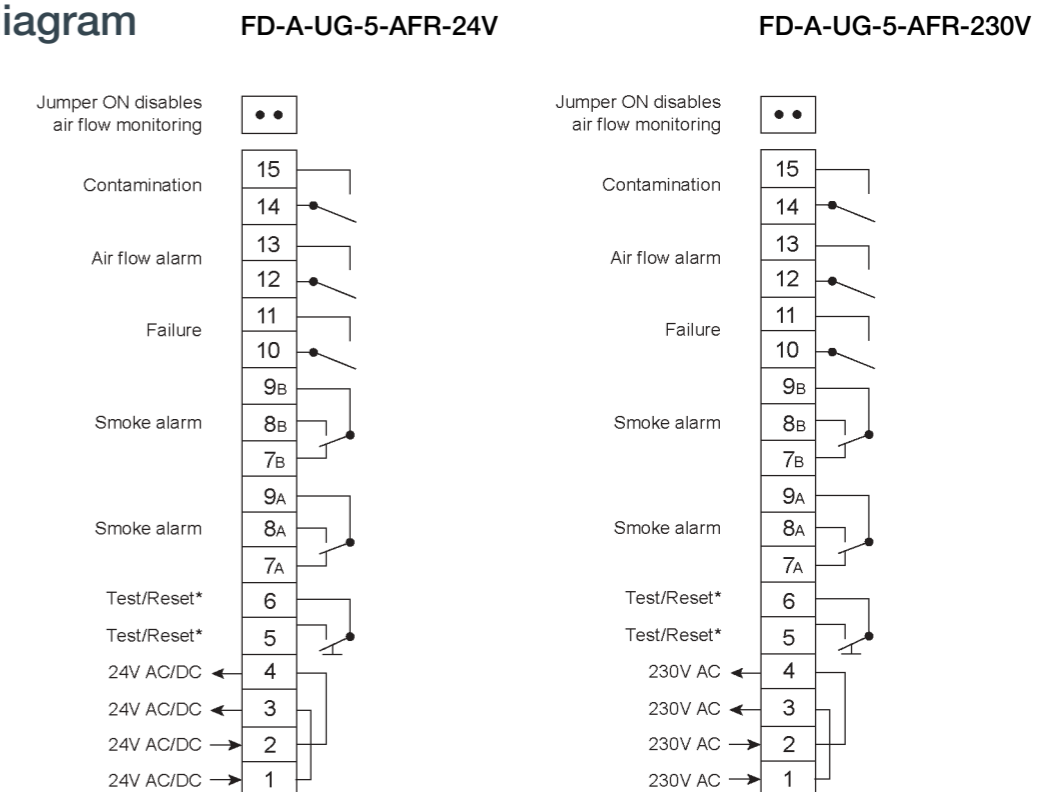 iagram
FD-A-UG-5-AFR-24V
Jumper ON disables
air flow monitoring
Contamination
15
14
Air flow alarm
13
12
Failure
11
10
Smoke alarm
9B
8B
7B
Smoke alarm
9A
8A
7A
Test/Reset* 6
Test/Reset* 5
24V AC/DC 4
24V AC/DC 3
24V AC/DC 2
24V AC/DC 1
FD-A-UG-5-AFR-230V
Jumper ON disables
air flow monitoring
Contamination
15
14
Air flow alarm
13
12
Failure
11
10
Smoke alarm
9B
8B
7B
Smoke alarm
9A
8A
7A
Test/Reset* 6
Test/Reset* 5
230V AC 4
230V AC 3
230V AC 2
230V AC 1